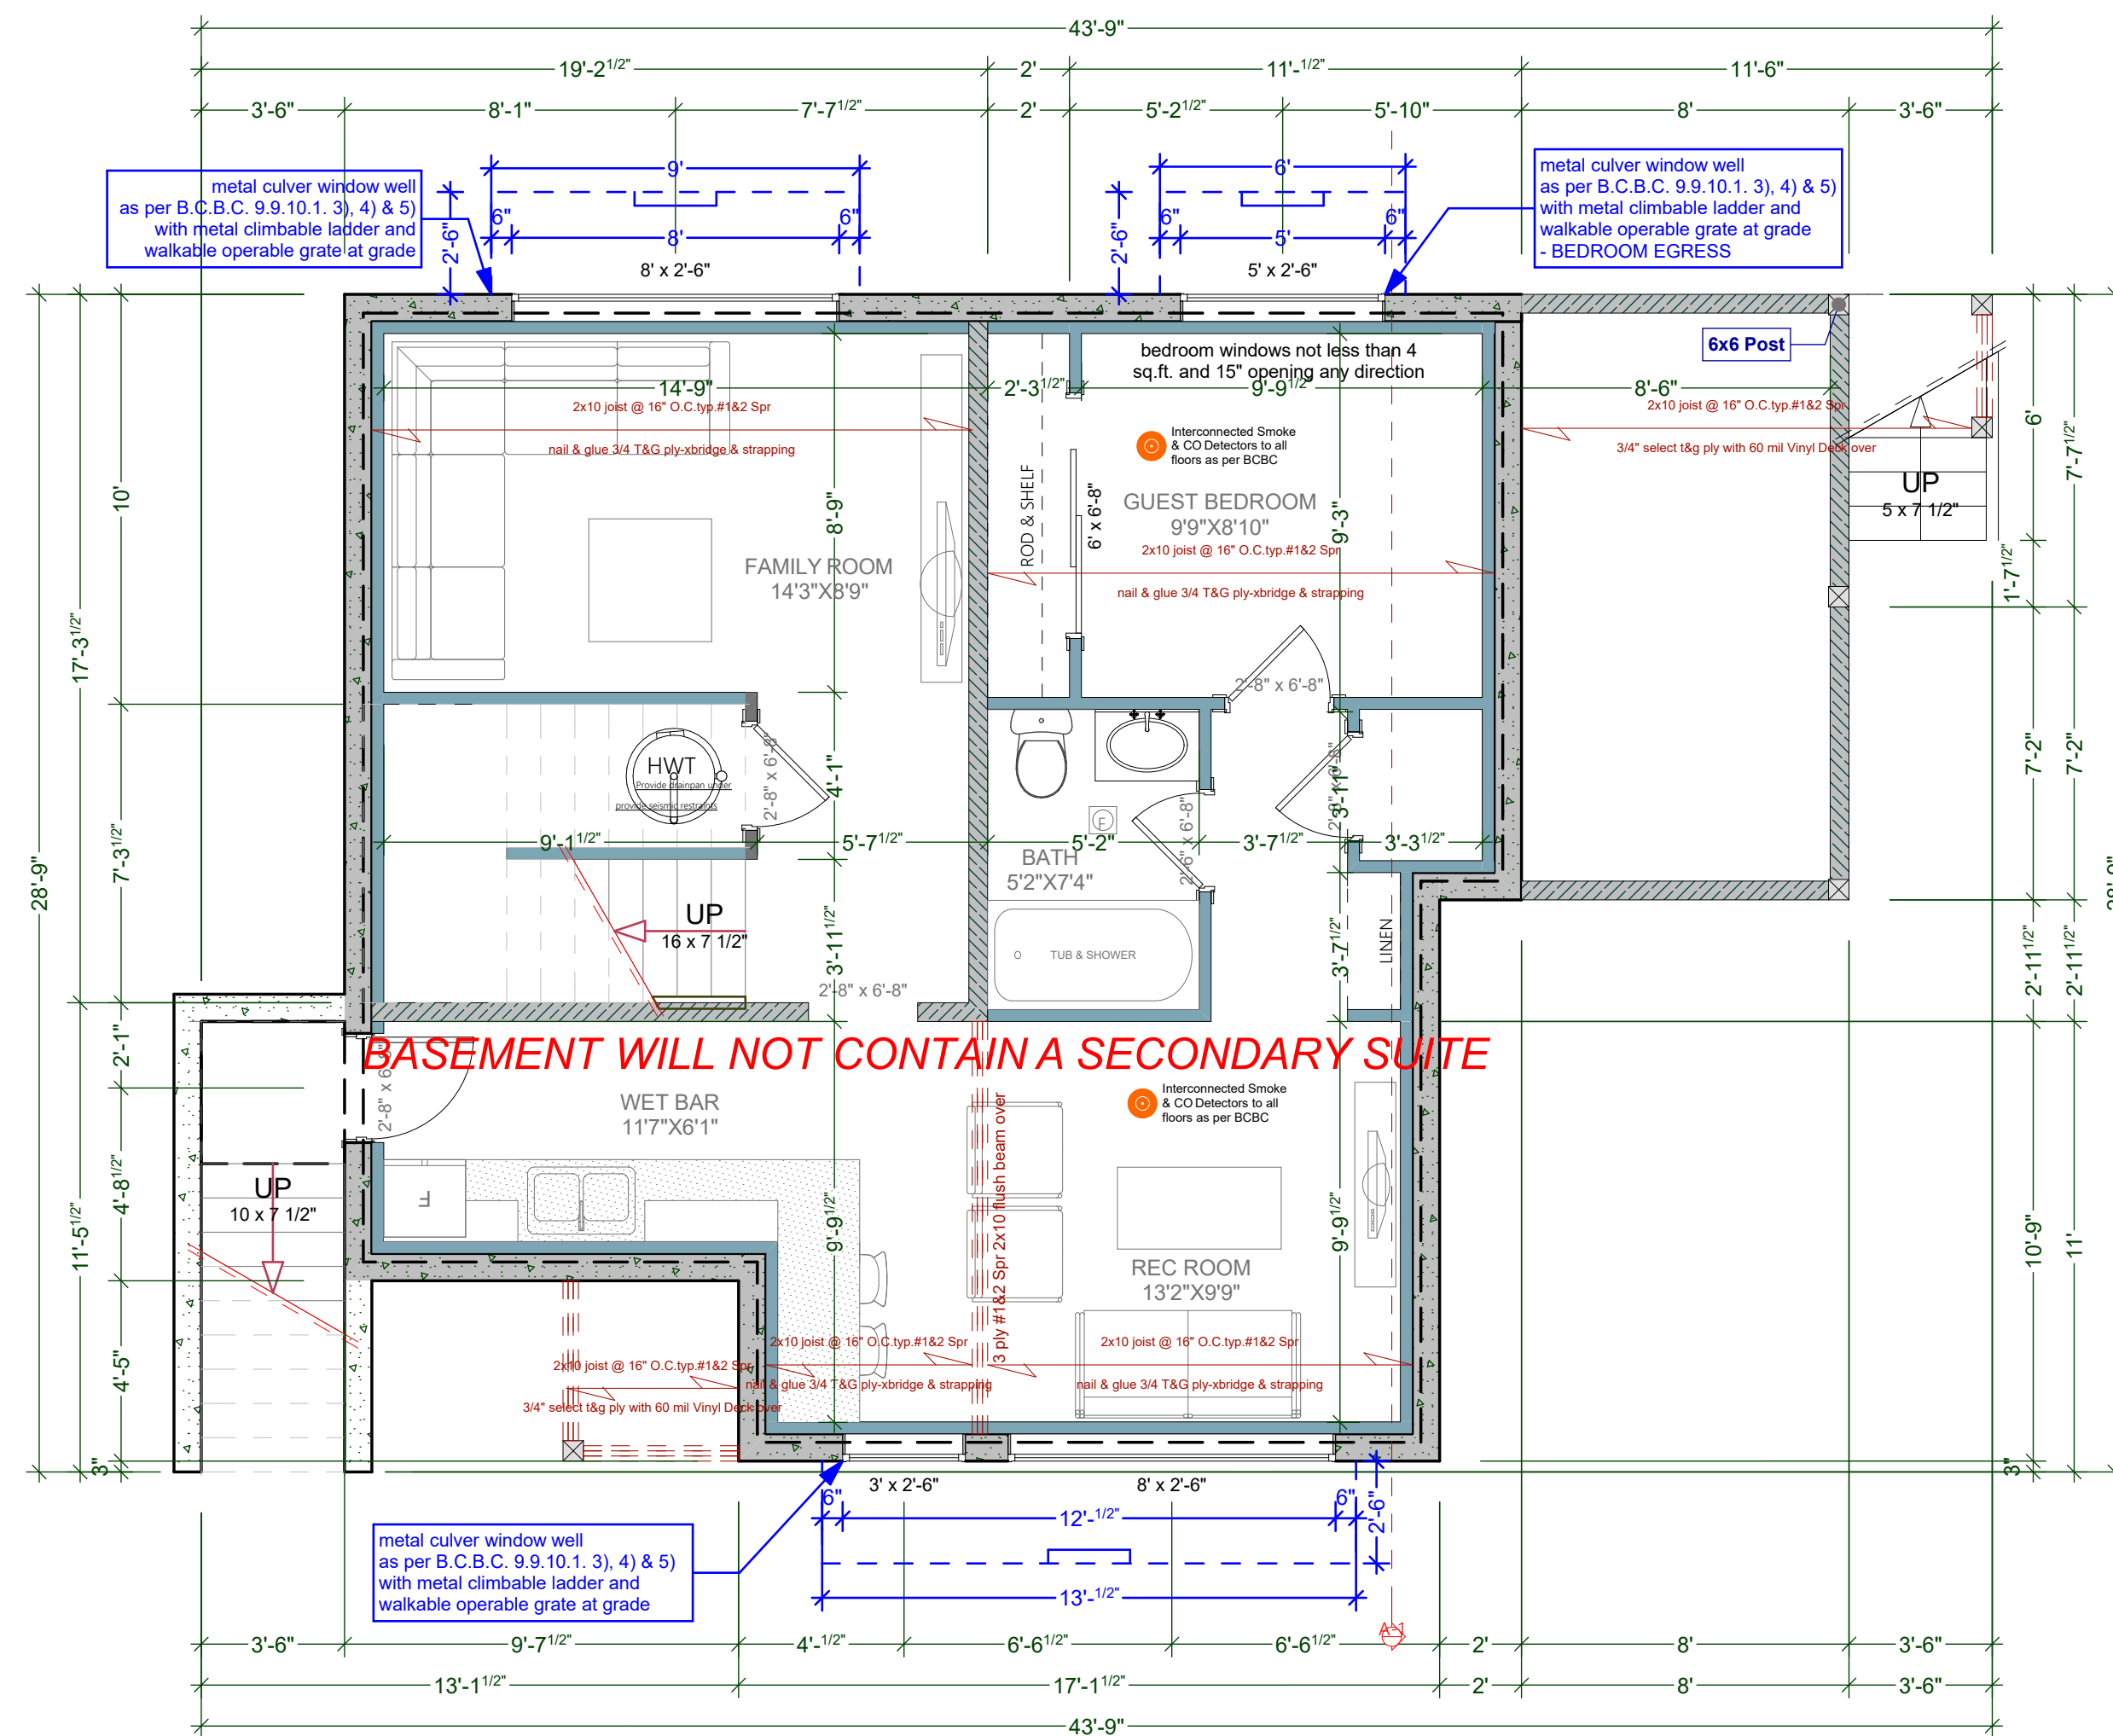 43'-9"
19'-2 1/2"
2'
11'- 1/2"
11'-6"
3'-6"
8'-1"
7'-7 1/2"
2'
5'-2 1/2"
5'-10"
8'
3'-6"
metal culver window well
as per B.C.B.C. 9.9.10.1. 3), 4) & 5)
with metal climbable ladder and
walkable operable grate at grade
9'
6"
8'
6"
2'-6"
8' x 2'-6"
6'
6"
5'
6"
2'-6"
5' x 2'-6"
metal culver window well
as per B.C.B.C. 9.9.10.1. 3), 4) & 5)
with metal climbable ladder and
walkable operable grate at grade
- BEDROOM EGRESS
6x6 Post
bedroom windows not less than 4
sq.ft. and 15" opening any direction
14'-9"
2'-3 1/2"
9'-9 1/2"
8'-6"
2x10 joist @ 16" O.C.typ.#1&2 Spr
nail & glue 3/4 T&G ply-xbridge & strapping
2x10 joist @ 16" O.C.typ.#1&2 Spr
3/4" select t&g ply with 60 mil Vinyl Deck over
Interconnected Smoke
& CO Detectors to all
floors as per BCBC
ROD & SHELF
6' x 6'-8"
GUEST BEDROOM
9'9"X8'10"
2x10 joist @ 16" O.C.typ.#1&2 Spr
nail & glue 3/4 T&G ply-xbridge & strapping
9'-3"
8'-9"
FAMILY ROOM
14'3"X8'9"
UP
5 x 7 1/2"
6'
7'-7 1/2"
1'-7 1/2"
7'-2"
7'-2"
2'-11 1/2"
2'-11 1/2"
10'-9"
11'
3"
28'-9"
17'-3 1/2"
10'
7'-3 1/2"
2'-1"
4'-8 1/2"
11'-5 1/2"
4'-5"
3"
2'-8" x 6'-8"
HWT
Provide drainpan under
provide seismic restraints
2'-8" x 6'-8"
4'-1"
3'-11"
9'-1 1/2"
5'-7 1/2"
5'-2"
3'-7 1/2"
3'-3 1/2"
F
BATH
5'2"X7'4"
2'-6" x 6'-8"
UP
16 x 7 1/2"
3'-11 1/2"
2'-8" x 6'-8"
TUB & SHOWER
3'-7 1/2"
LINEN
BASEMENT WILL NOT CONTAIN A SECONDARY SUITE
WET BAR
11'7"X6'1"
Interconnected Smoke
& CO Detectors to all
floors as per BCBC
3 ply #1&2 Spr 2x10 flush beam over
UP
10 x 7 1/2"
F
9'-9 1/2"
9'-9 1/2"
REC ROOM
13'2"X9'9"
2x10 joist @ 16" O.C.typ.#1&2 Spr
nail & glue 3/4 T&G ply-xbridge & strapping
2x10 joist @ 16" O.C.typ.#1&2 Spr
nail & glue 3/4 T&G ply-xbridge & strapping
2x10 joist @ 16" O.C.typ.#1&2 Spr
3/4" select t&g ply with 60 mil Vinyl Deck over
3' x 2'-6"
8' x 2'-6"
6"
12'- 1/2"
6"
2'-6"
13'- 1/2"
metal culver window well
as per B.C.B.C. 9.9.10.1. 3), 4) & 5)
with metal climbable ladder and
walkable operable grate at grade
A-1
3'-6"
9'-7 1/2"
4'- 1/2"
6'-6 1/2"
6'-6 1/2"
2'
8'
3'-6"
13'-1 1/2"
17'-1 1/2"
2'
8'
3'-6"
43'-9"